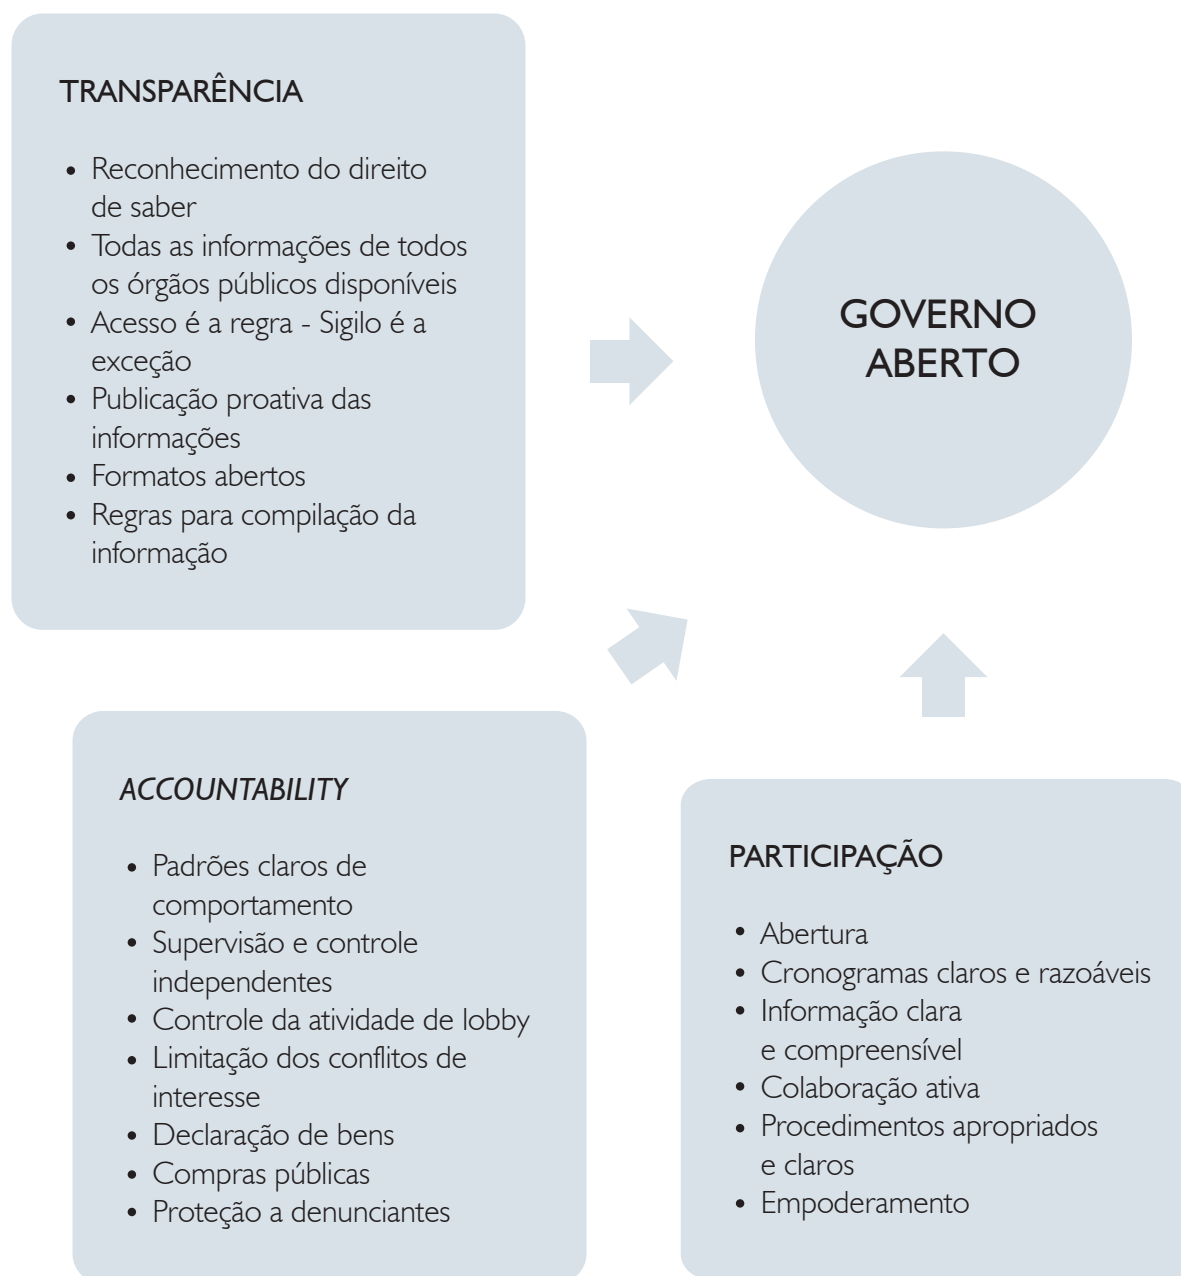 TRANSPARÊNCIA
• Reconhecimento do direito
de saber
• Todas as informações de todos
os órgãos públicos disponíveis
• Acesso é a regra - Sigilo é a
exceção
• Publicação proativa das
informações
• Formatos abertos
• Regras para compilação da
informação
GOVERNO
ABERTO
ACCOUNTABILITY
• Padrões claros de
comportamento
• Supervisão e controle
independentes
• Controle da atividade de lobby
• Limitação dos conflitos de
interesse
• Declaração de bens
• Compras públicas
• Proteção a denunciantes
PARTICIPAÇÃO
• Abertura
• Cronogramas claros e razoáveis
• Informação clara
e compreensível
• Colaboração ativa
• Procedimentos apropriados
e claros
• Empoderamento